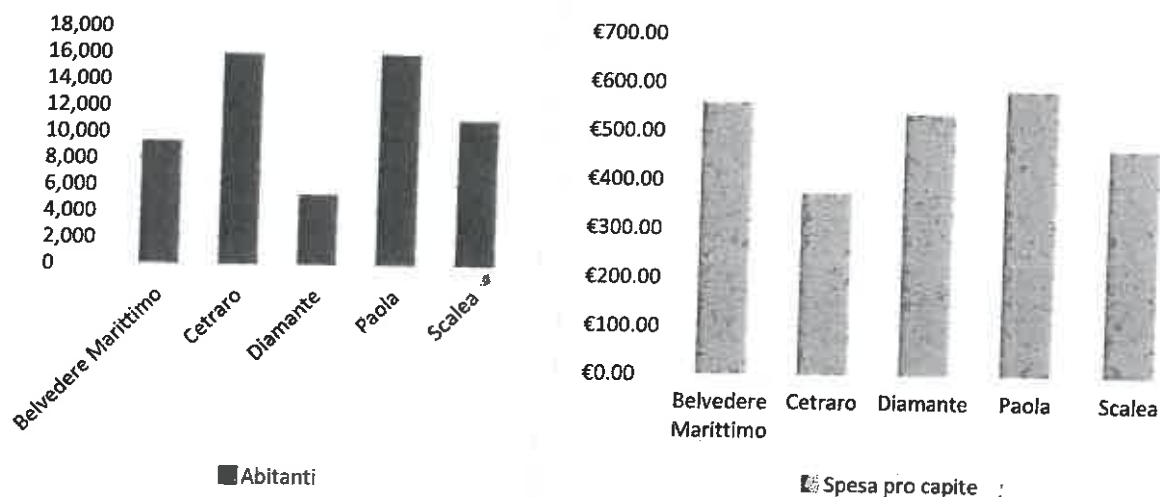 18,000
16,000
14,000
12,000
10,000
8,000
6,000
4,000
2,000
0
Belvedere Marittimo
Cetraro
Diamante
Paola
Scalea
Abitanti
€700.00
€600.00
€500.00
€400.00
€300.00
€200.00
€100.00
€0.00
Belvedere
Marittimo
Cetraro
Diamante
Paola
Scalea
Spesa pro capite